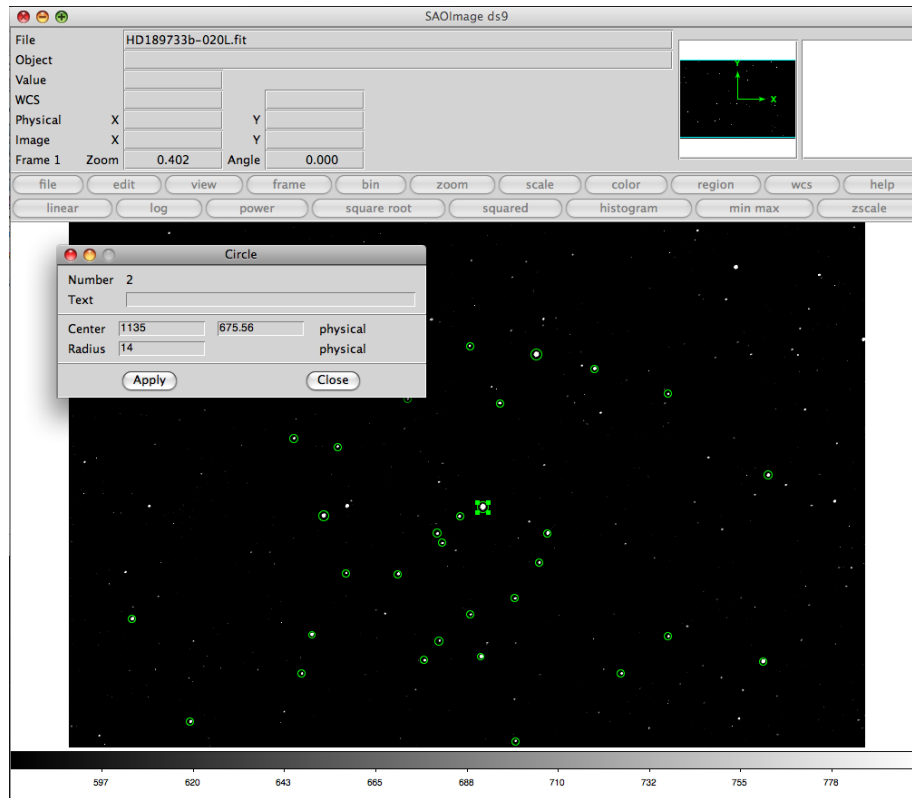 SAOImage ds9
File HD189733b-020L.fit
Object
Value
WCS
Physical X Y
Image X Y
Frame 1 Zoom 0.402 Angle 0.000
Y
X
file edit view frame bin zoom scale color region wcs help
linear log power square root squared histogram min max zscale
Circle
Number 2
Text
Center 1135 675.56 physical
Radius 14 physical
Apply Close
597 620 643 665 688 710 732 755 778